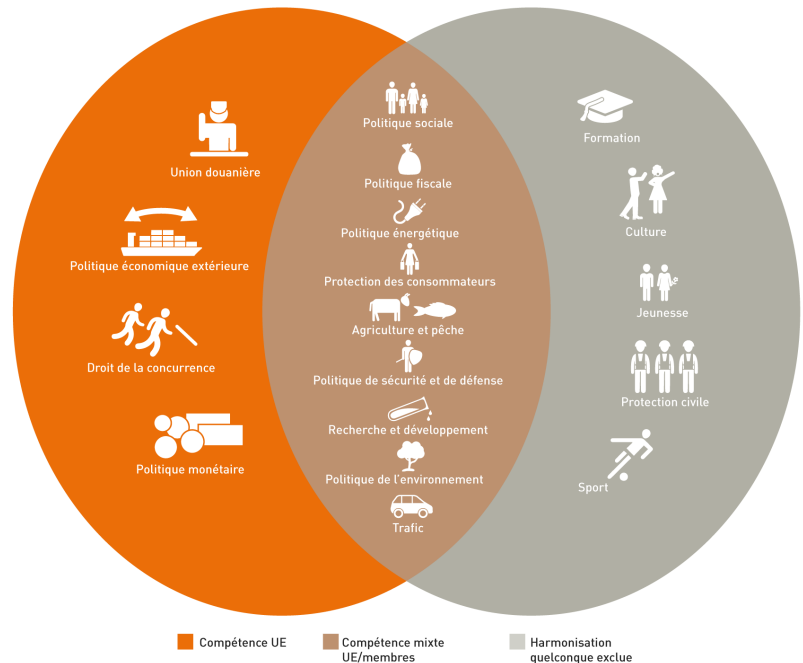 Union douanière
Politique économique extérieure
Droit de la concurrence
Politique monétaire
Politique sociale
Politique fiscale
Politique énergétique
Protection des consommateurs
Agriculture et pêche
Politique de sécurité et de défense
Recherche et développement
Politique de l'environnement
Trafic
Formation
Culture
Jeunesse
Protection civile
Sport
Compétence UE
Compétence mixte
UE/membres
Harmonisation
quelconque exclue